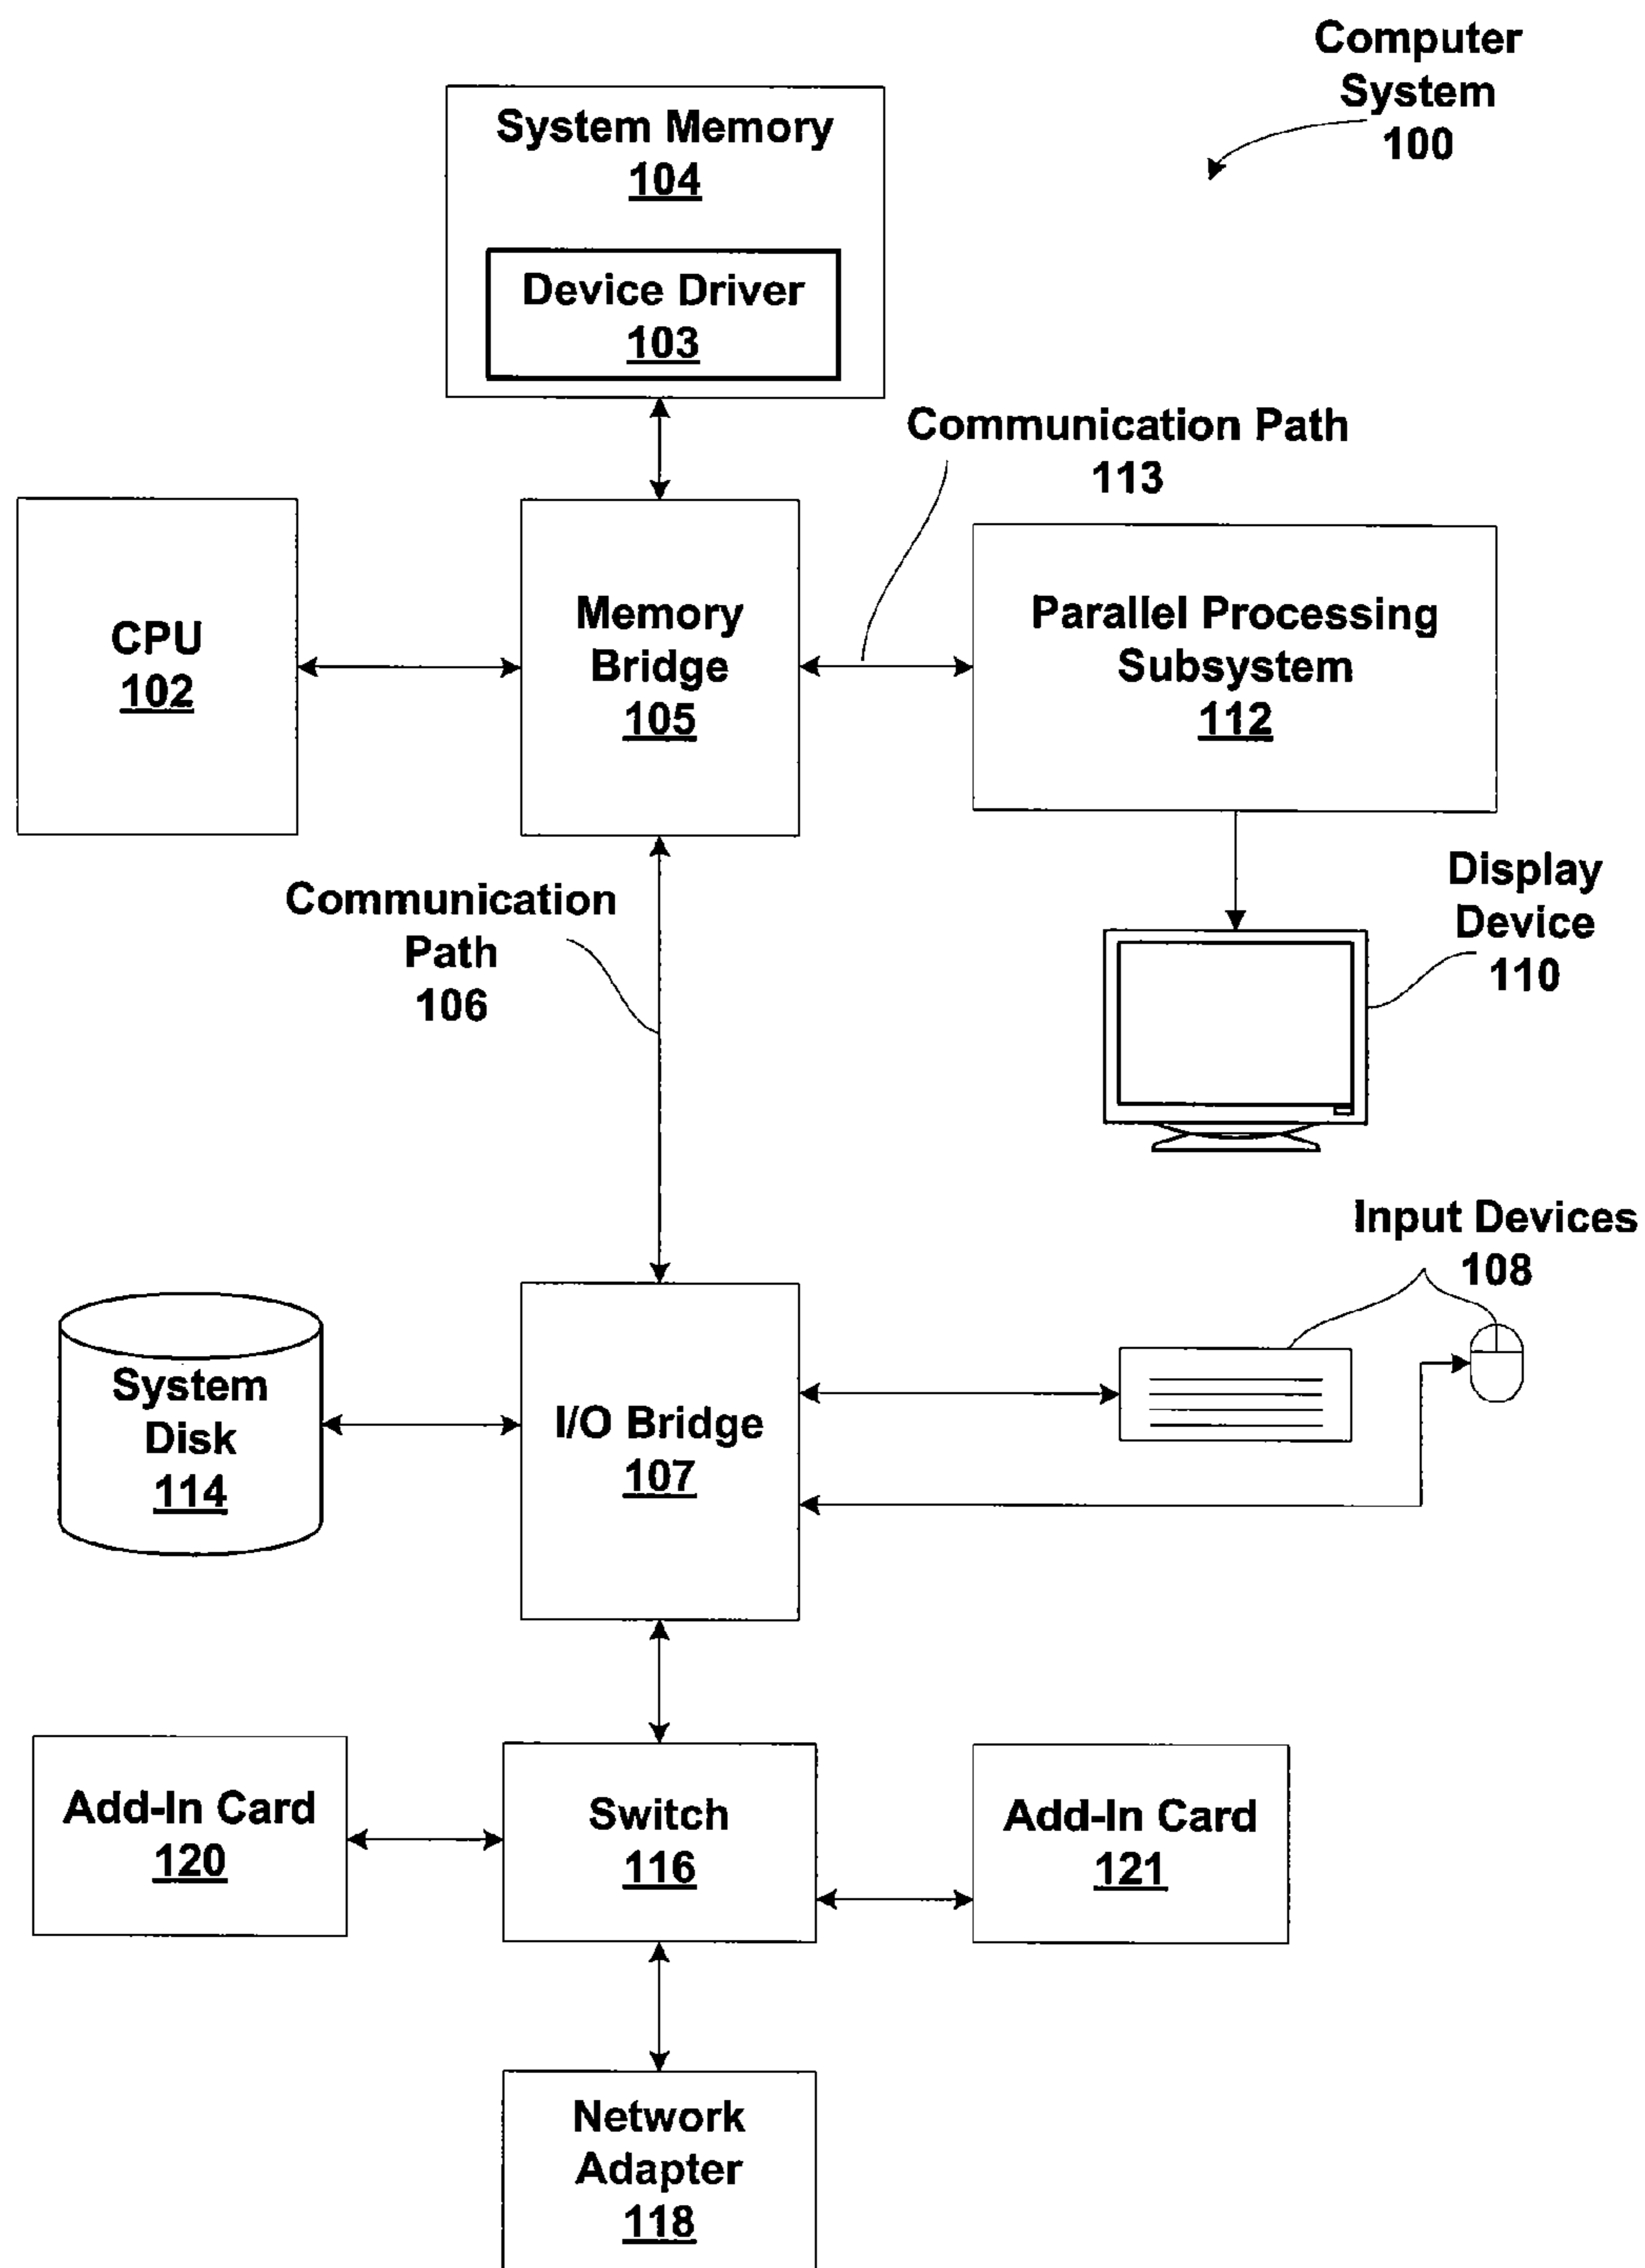 Computer
System
100
System Memory
104
Device Driver
103
Communication Path
113
CPU
102
Memory
Bridge
105
Parallel Processing
Subsystem
112
Communication
Path
106
Display
Device
110
Input Devices
108
System
Disk
114
I/O Bridge
107
Add-In Card
120
Switch
116
Add-In Card
121
Network
Adapter
118